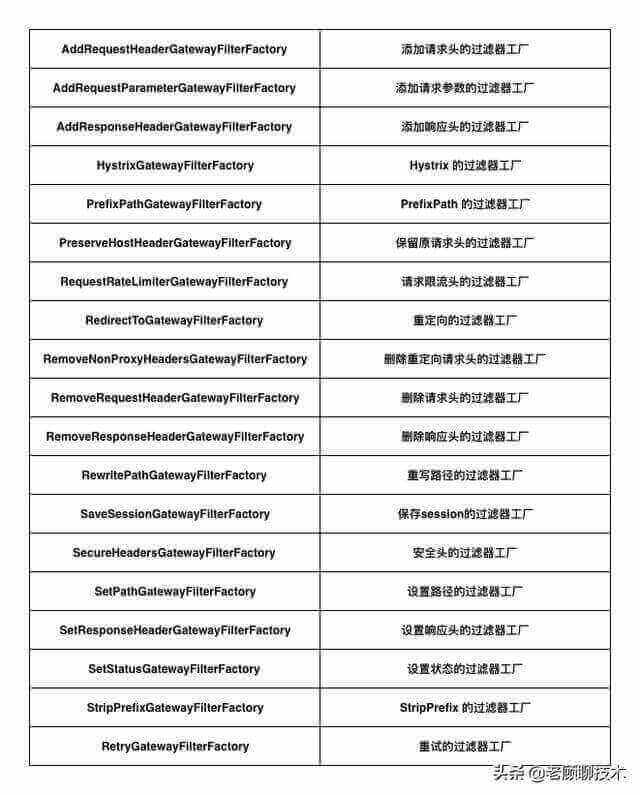 AddRequestHeaderGatewayFilterFactory 添加请求头的过滤器工厂
AddRequestParameterGatewayFilterFactory 添加请求参数的过滤器工厂
AddResponseHeaderGatewayFilterFactory 添加响应头的过滤器工厂
HystrixGatewayFilterFactory Hystrix 的过滤器工厂
PrefixPathGatewayFilterFactory PrefixPath 的过滤器工厂
PreserveHostHeaderGatewayFilterFactory 保留原请求头的过滤器工厂
RequestRateLimiterGatewayFilterFactory 请求限流头的过滤器工厂
RedirectToGatewayFilterFactory 重定向的过滤器工厂
RemoveNonProxyHeadersGatewayFilterFactory 删除重定向请求头的过滤器工厂
RemoveRequestHeaderGatewayFilterFactory 删除请求头的过滤器工厂
RemoveResponseHeaderGatewayFilterFactory 删除响应头的过滤器工厂
RewritePathGatewayFilterFactory 重写路径的过滤器工厂
SaveSessionGatewayFilterFactory 保存session的过滤器工厂
SecureHeadersGatewayFilterFactory 安全头的过滤器工厂
SetPathGatewayFilterFactory 设置路径的过滤器工厂
SetResponseHeaderGatewayFilterFactory 设置响应头的过滤器工厂
SetStatusGatewayFilterFactory 设置状态的过滤器工厂
StripPrefixGatewayFilterFactory StripPrefix 的过滤器工厂
RetryGatewayFilterFactory 重试的过滤器工厂
头条 @老顾聊技术